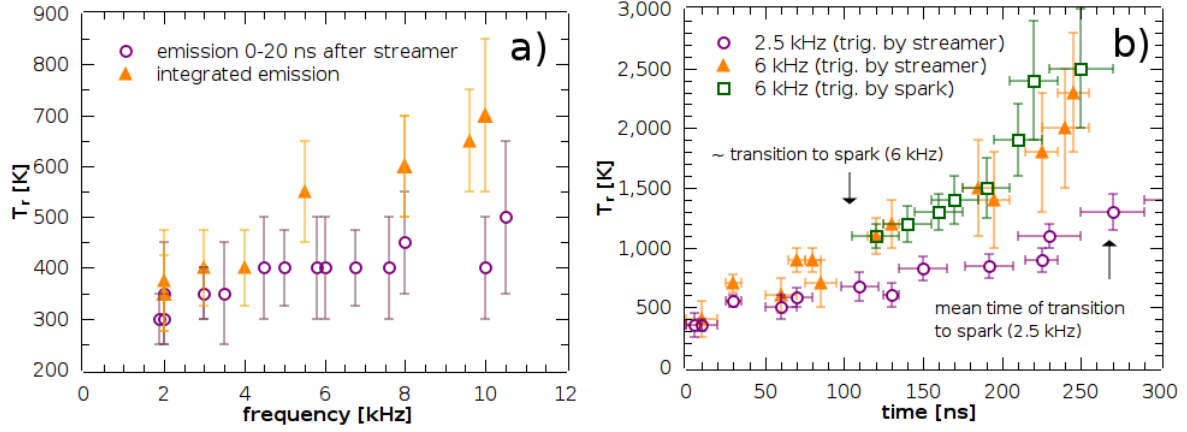 a)
emission 0-20 ns after streamer
integrated emission
900
800
700
600
500
400
300
200
0
2
4
6
8
10
12
T_r [K]
frequency [kHz]
b)
2.5 kHz (trig. by streamer)
6 kHz (trig. by streamer)
6 kHz (trig. by spark)
~ transition to spark (6 kHz)
mean time of transition
to spark (2.5 kHz)
3,000
2,500
2,000
1,500
1,000
500
0
0
50
100
150
200
250
300
T_r [K]
time [ns]